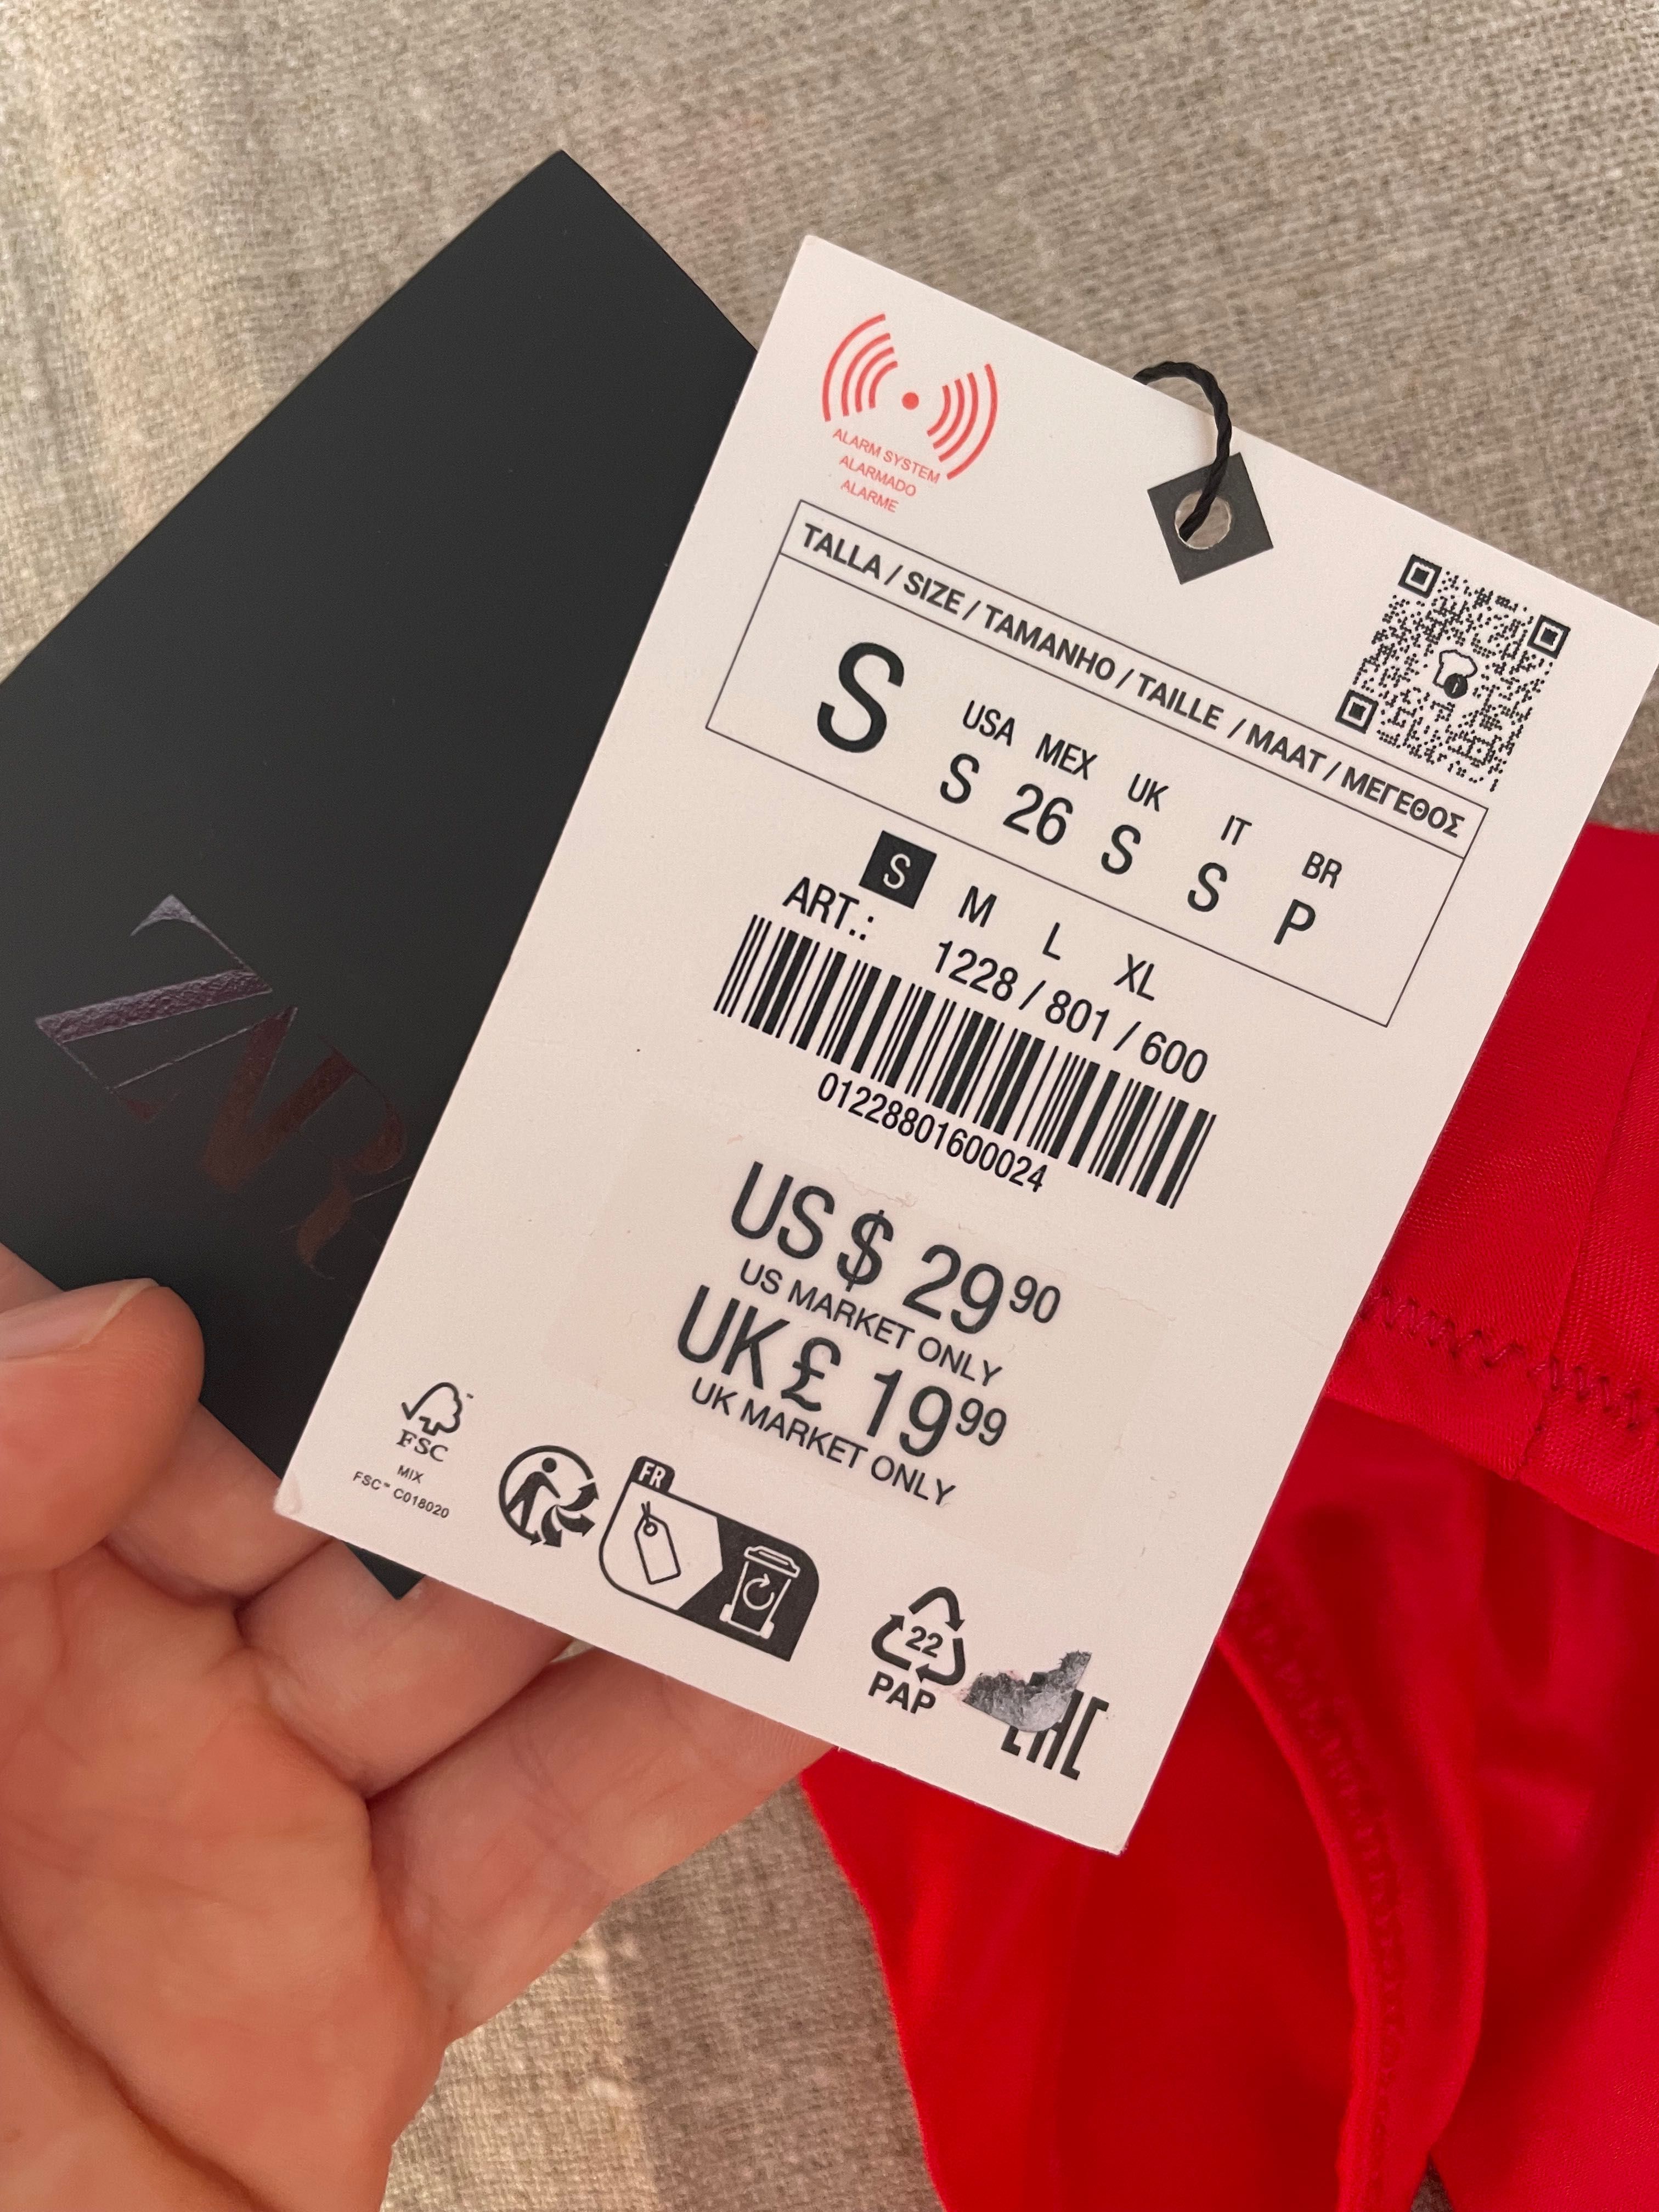 ZAR
ALARM SYSTEM
ALARMADO
ALARME
TALLA / SIZE / TAMANHO / TAILLE / MAAT / ΜΕΓΕΘΟΣ
S
USA MEX UK IT BR
S 26 S S P
S M L XL
ART.: 1228 / 801 / 600
01228801600024
US $ 29 90
US MARKET ONLY
UK £ 19 99
UK MARKET ONLY
FSC™
MIX
FSC™ C018020
FR
22
PAP
EAC